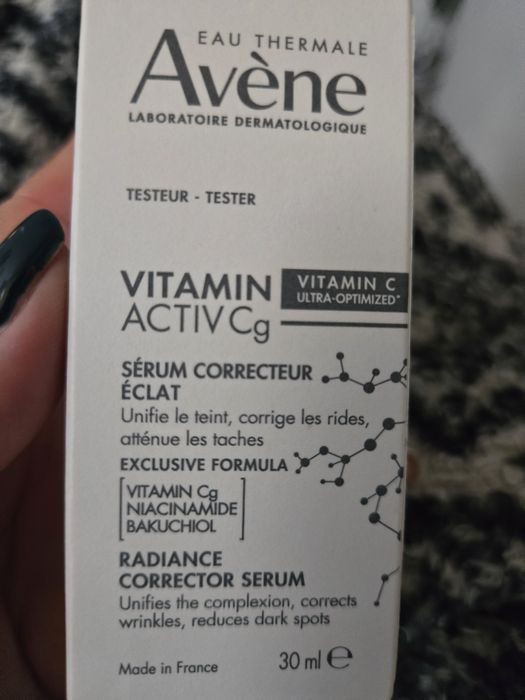 EAU THERMALE
Avène
LABORATOIRE DERMATOLOGIQUE
TESTEUR - TESTER
VITAMIN
ACTIV Cg
VITAMIN C
ULTRA-OPTIMIZED*
SÉRUM CORRECTEUR
ÉCLAT
Unifie le teint, corrige les rides,
atténue les taches
EXCLUSIVE FORMULA
VITAMIN Cg
NIACINAMIDE
BAKUCHIOL
RADIANCE
CORRECTOR SERUM
Unifies the complexion, corrects
wrinkles, reduces dark spots
Made in France
30 ml ℮